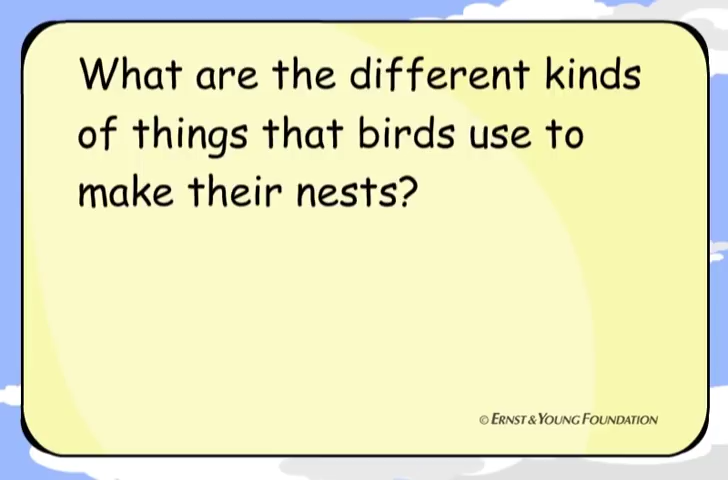 What are the different kinds
of things that birds use to
make their nests?
© ERNST & YOUNG FOUNDATION